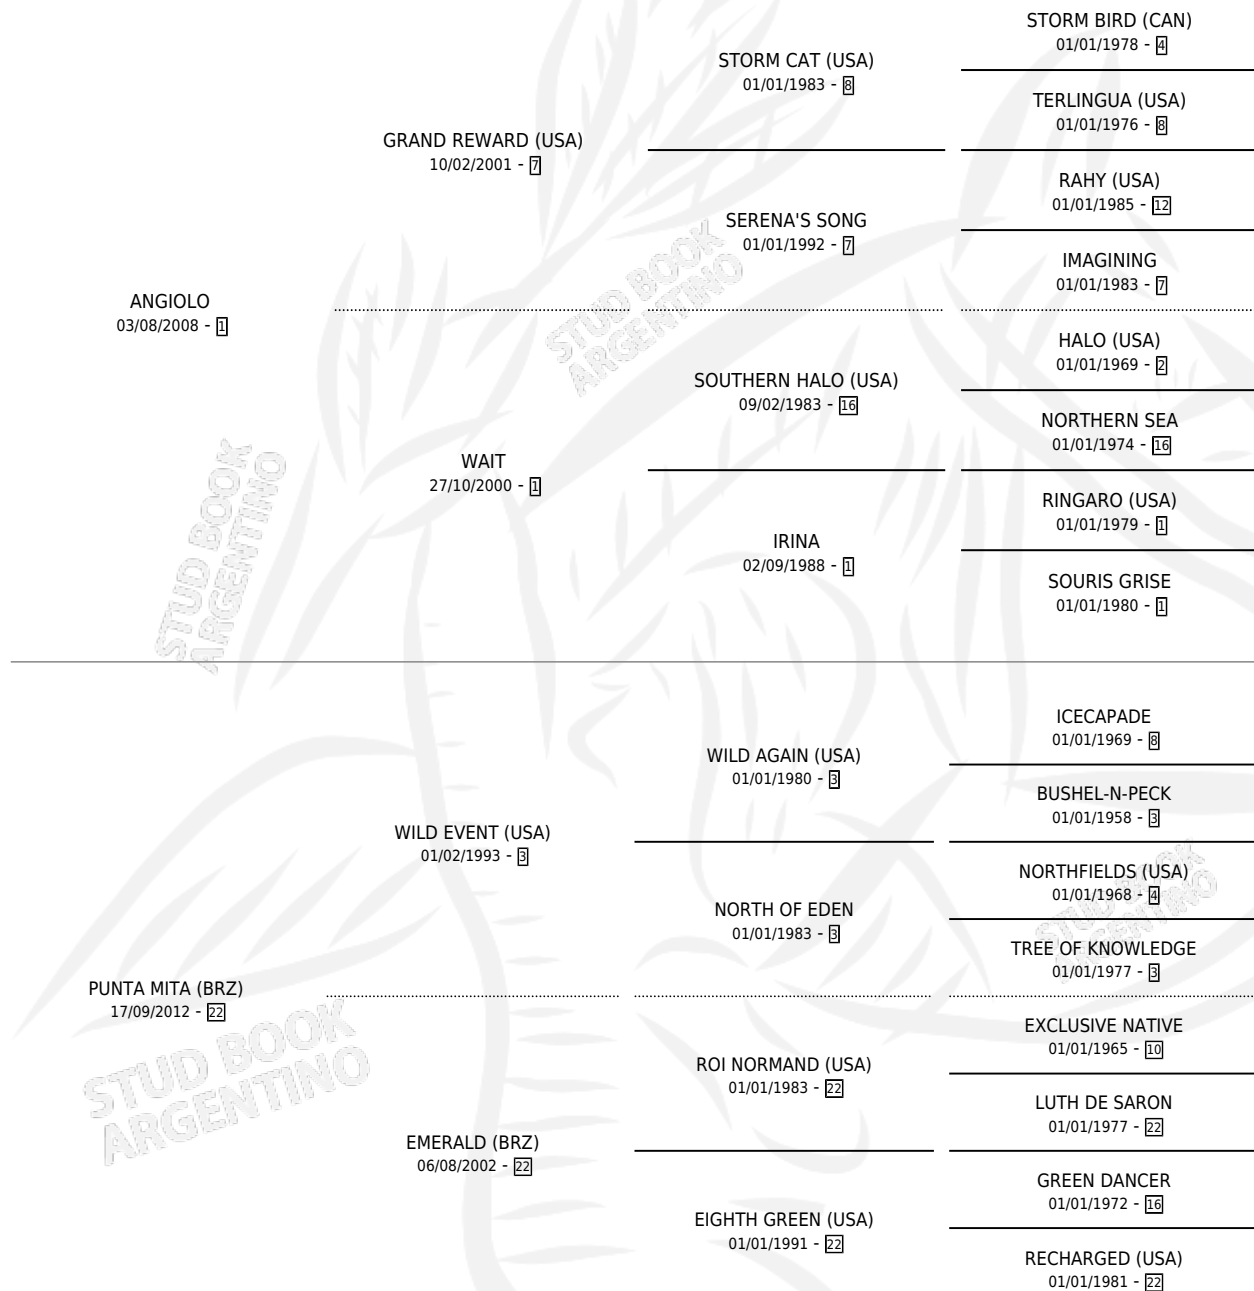 STORM BIRD (CAN)
01/01/1978 - 4
STORM CAT (USA)
01/01/1983 - 8
TERLINGUA (USA)
01/01/1976 - 8
GRAND REWARD (USA)
10/02/2001 - 7
RAHY (USA)
01/01/1985 - 12
SERENA'S SONG
01/01/1992 - 7
IMAGINING
01/01/1983 - 7
ANGIOLO
03/08/2008 - 1
HALO (USA)
01/01/1969 - 2
SOUTHERN HALO (USA)
09/02/1983 - 16
NORTHERN SEA
01/01/1974 - 16
WAIT
27/10/2000 - 1
RINGARO (USA)
01/01/1979 - 1
IRINA
02/09/1988 - 1
SOURIS GRISE
01/01/1980 - 1
STUD BOOK
ARGENTINO
STUD BOOK
ARGENTINO
ICECAPADE
01/01/1969 - 8
WILD AGAIN (USA)
01/01/1980 - 3
BUSHEL-N-PECK
01/01/1958 - 3
WILD EVENT (USA)
01/02/1993 - 3
NORTHFIELDS (USA)
01/01/1968 - 4
NORTH OF EDEN
01/01/1983 - 3
TREE OF KNOWLEDGE
01/01/1977 - 3
PUNTA MITA (BRZ)
17/09/2012 - 22
EXCLUSIVE NATIVE
01/01/1965 - 10
ROI NORMAND (USA)
01/01/1983 - 22
LUTH DE SARON
01/01/1977 - 22
EMERALD (BRZ)
06/08/2002 - 22
GREEN DANCER
01/01/1972 - 16
EIGHTH GREEN (USA)
01/01/1991 - 22
RECHARGED (USA)
01/01/1981 - 22
STUD BOOK
ARGENTINO
STUD BOOK
ARGENTINO